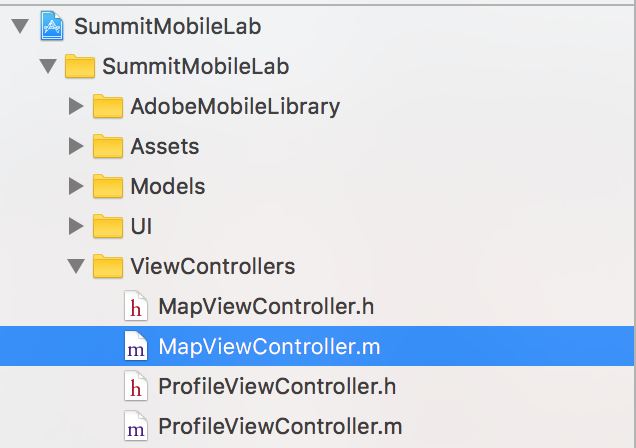 SummitMobileLab
SummitMobileLab
AdobeMobileLibrary
Assets
Models
UI
ViewControllers
h MapViewController.h
m MapViewController.m
h ProfileViewController.h
m ProfileViewController.m